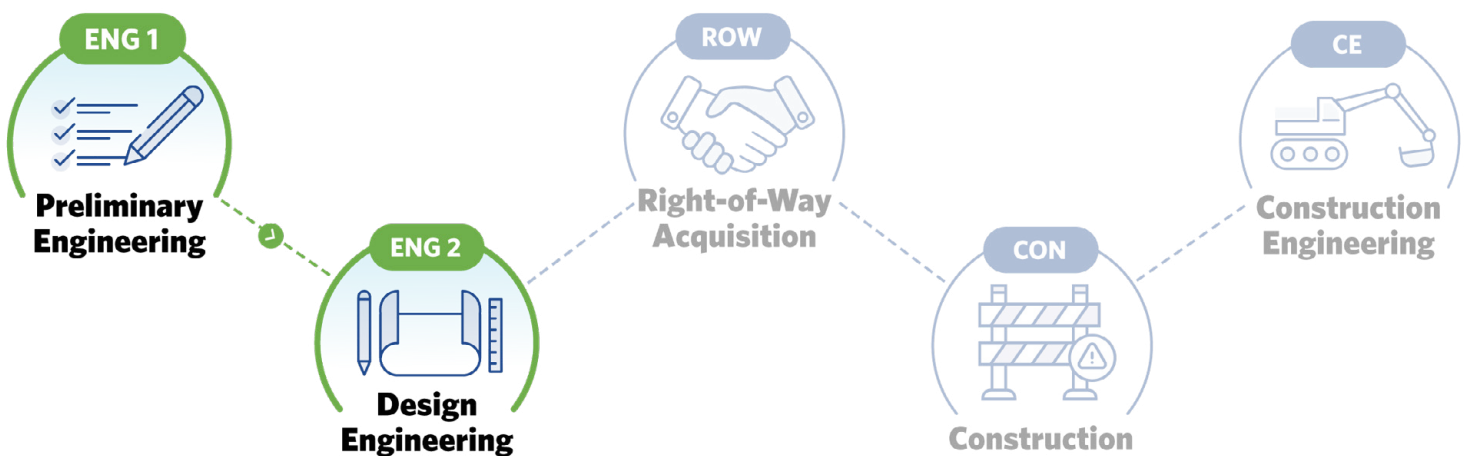 ENG 1
Preliminary
Engineering
ENG 2
Design
Engineering
ROW
Right-of-Way
Acquisition
CON
Construction
CE
Construction
Engineering